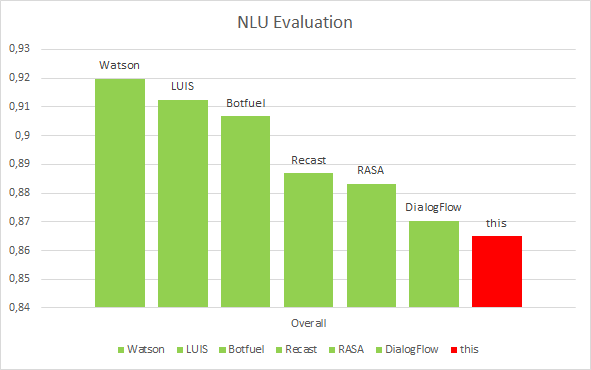 NLU Evaluation
0,93
0,92
0,91
0,9
0,89
0,88
0,87
0,86
0,85
0,84
Watson
LUIS
Botfuel
Recast
RASA
DialogFlow
this
Overall
Watson LUIS Botfuel Recast RASA DialogFlow this